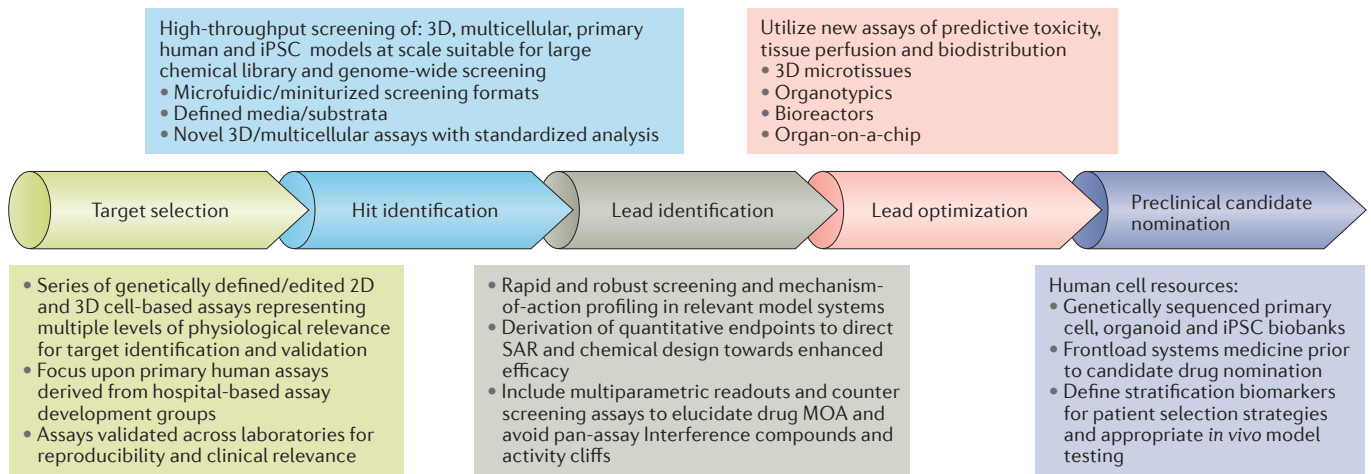 High-throughput screening of: 3D, multicellular, primary
human and iPSC models at scale suitable for large
chemical library and genome-wide screening
• Microfuidic/miniturized screening formats
• Defined media/substrata
• Novel 3D/multicellular assays with standardized analysis
Utilize new assays of predictive toxicity,
tissue perfusion and biodistribution
• 3D microtissues
• Organotypics
• Bioreactors
• Organ-on-a-chip
Target selection
Hit identification
Lead identification
Lead optimization
Preclinical candidate
nomination
• Series of genetically defined/edited 2D
and 3D cell-based assays representing
multiple levels of physiological relevance
for target identification and validation
• Focus upon primary human assays
derived from hospital-based assay
development groups
• Assays validated across laboratories for
reproducibility and clinical relevance
• Rapid and robust screening and mechanism-
of-action profiling in relevant model systems
• Derivation of quantitative endpoints to direct
SAR and chemical design towards enhanced
efficacy
• Include multiparametric readouts and counter
screening assays to elucidate drug MOA and
avoid pan-assay Interference compounds and
activity cliffs
Human cell resources:
• Genetically sequenced primary
cell, organoid and iPSC biobanks
• Frontload systems medicine prior
to candidate drug nomination
• Define stratification biomarkers
for patient selection strategies
and appropriate in vivo model
testing